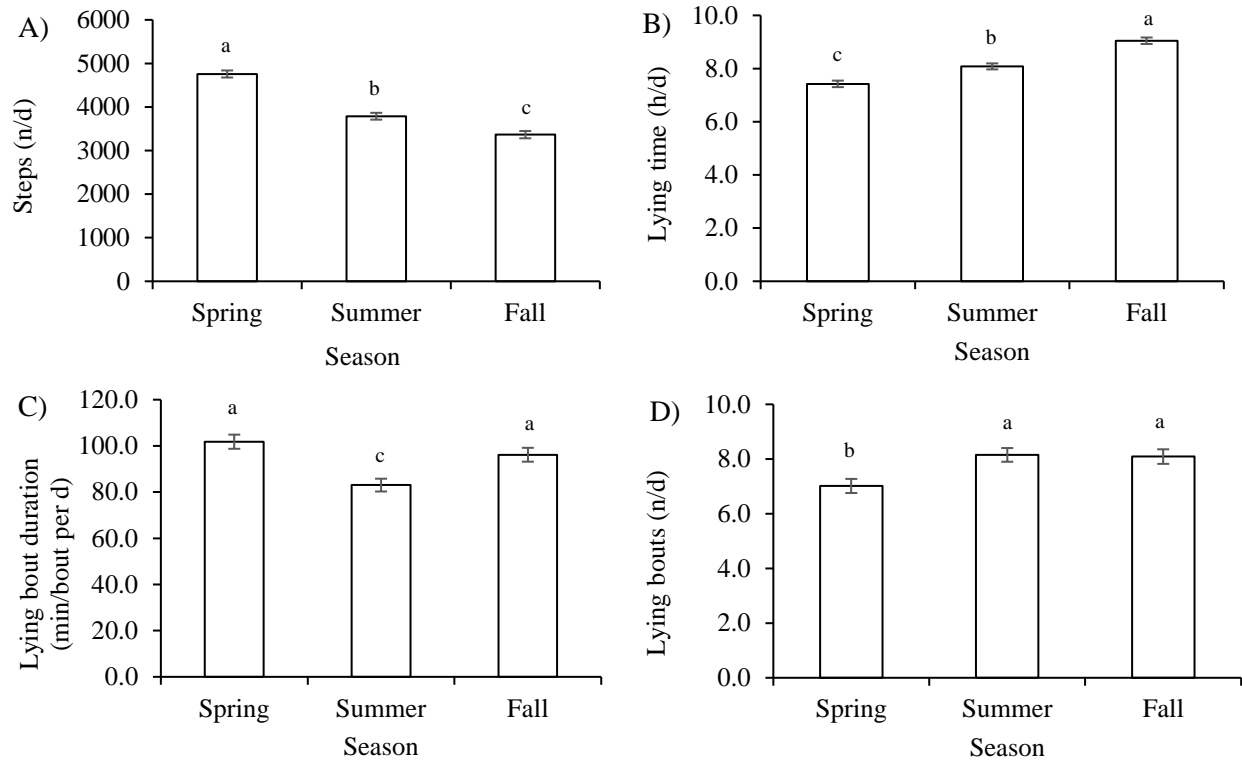 A)
Steps (n/d)
6000
5000
4000
3000
2000
1000
0
a
b
c
Spring Summer Fall
Season
B)
Lying time (h/d)
10.0
8.0
6.0
4.0
2.0
0.0
c
b
a
Spring Summer Fall
Season
C)
Lying bout duration
(min/bout per d)
120.0
100.0
80.0
60.0
40.0
20.0
0.0
a
c
a
Spring Summer Fall
Season
D)
Lying bouts (n/d)
10.0
8.0
6.0
4.0
2.0
0.0
b
a
a
Spring Summer Fall
Season